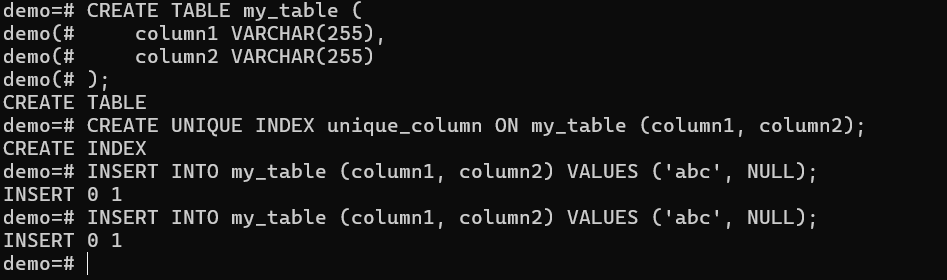 demo=# CREATE TABLE my_table (
demo(#     column1 VARCHAR(255),
demo(#     column2 VARCHAR(255)
demo(# );
CREATE TABLE
demo=# CREATE UNIQUE INDEX unique_column ON my_table (column1, column2);
CREATE INDEX
demo=# INSERT INTO my_table (column1, column2) VALUES ('abc', NULL);
INSERT 0 1
demo=# INSERT INTO my_table (column1, column2) VALUES ('abc', NULL);
INSERT 0 1
demo=#